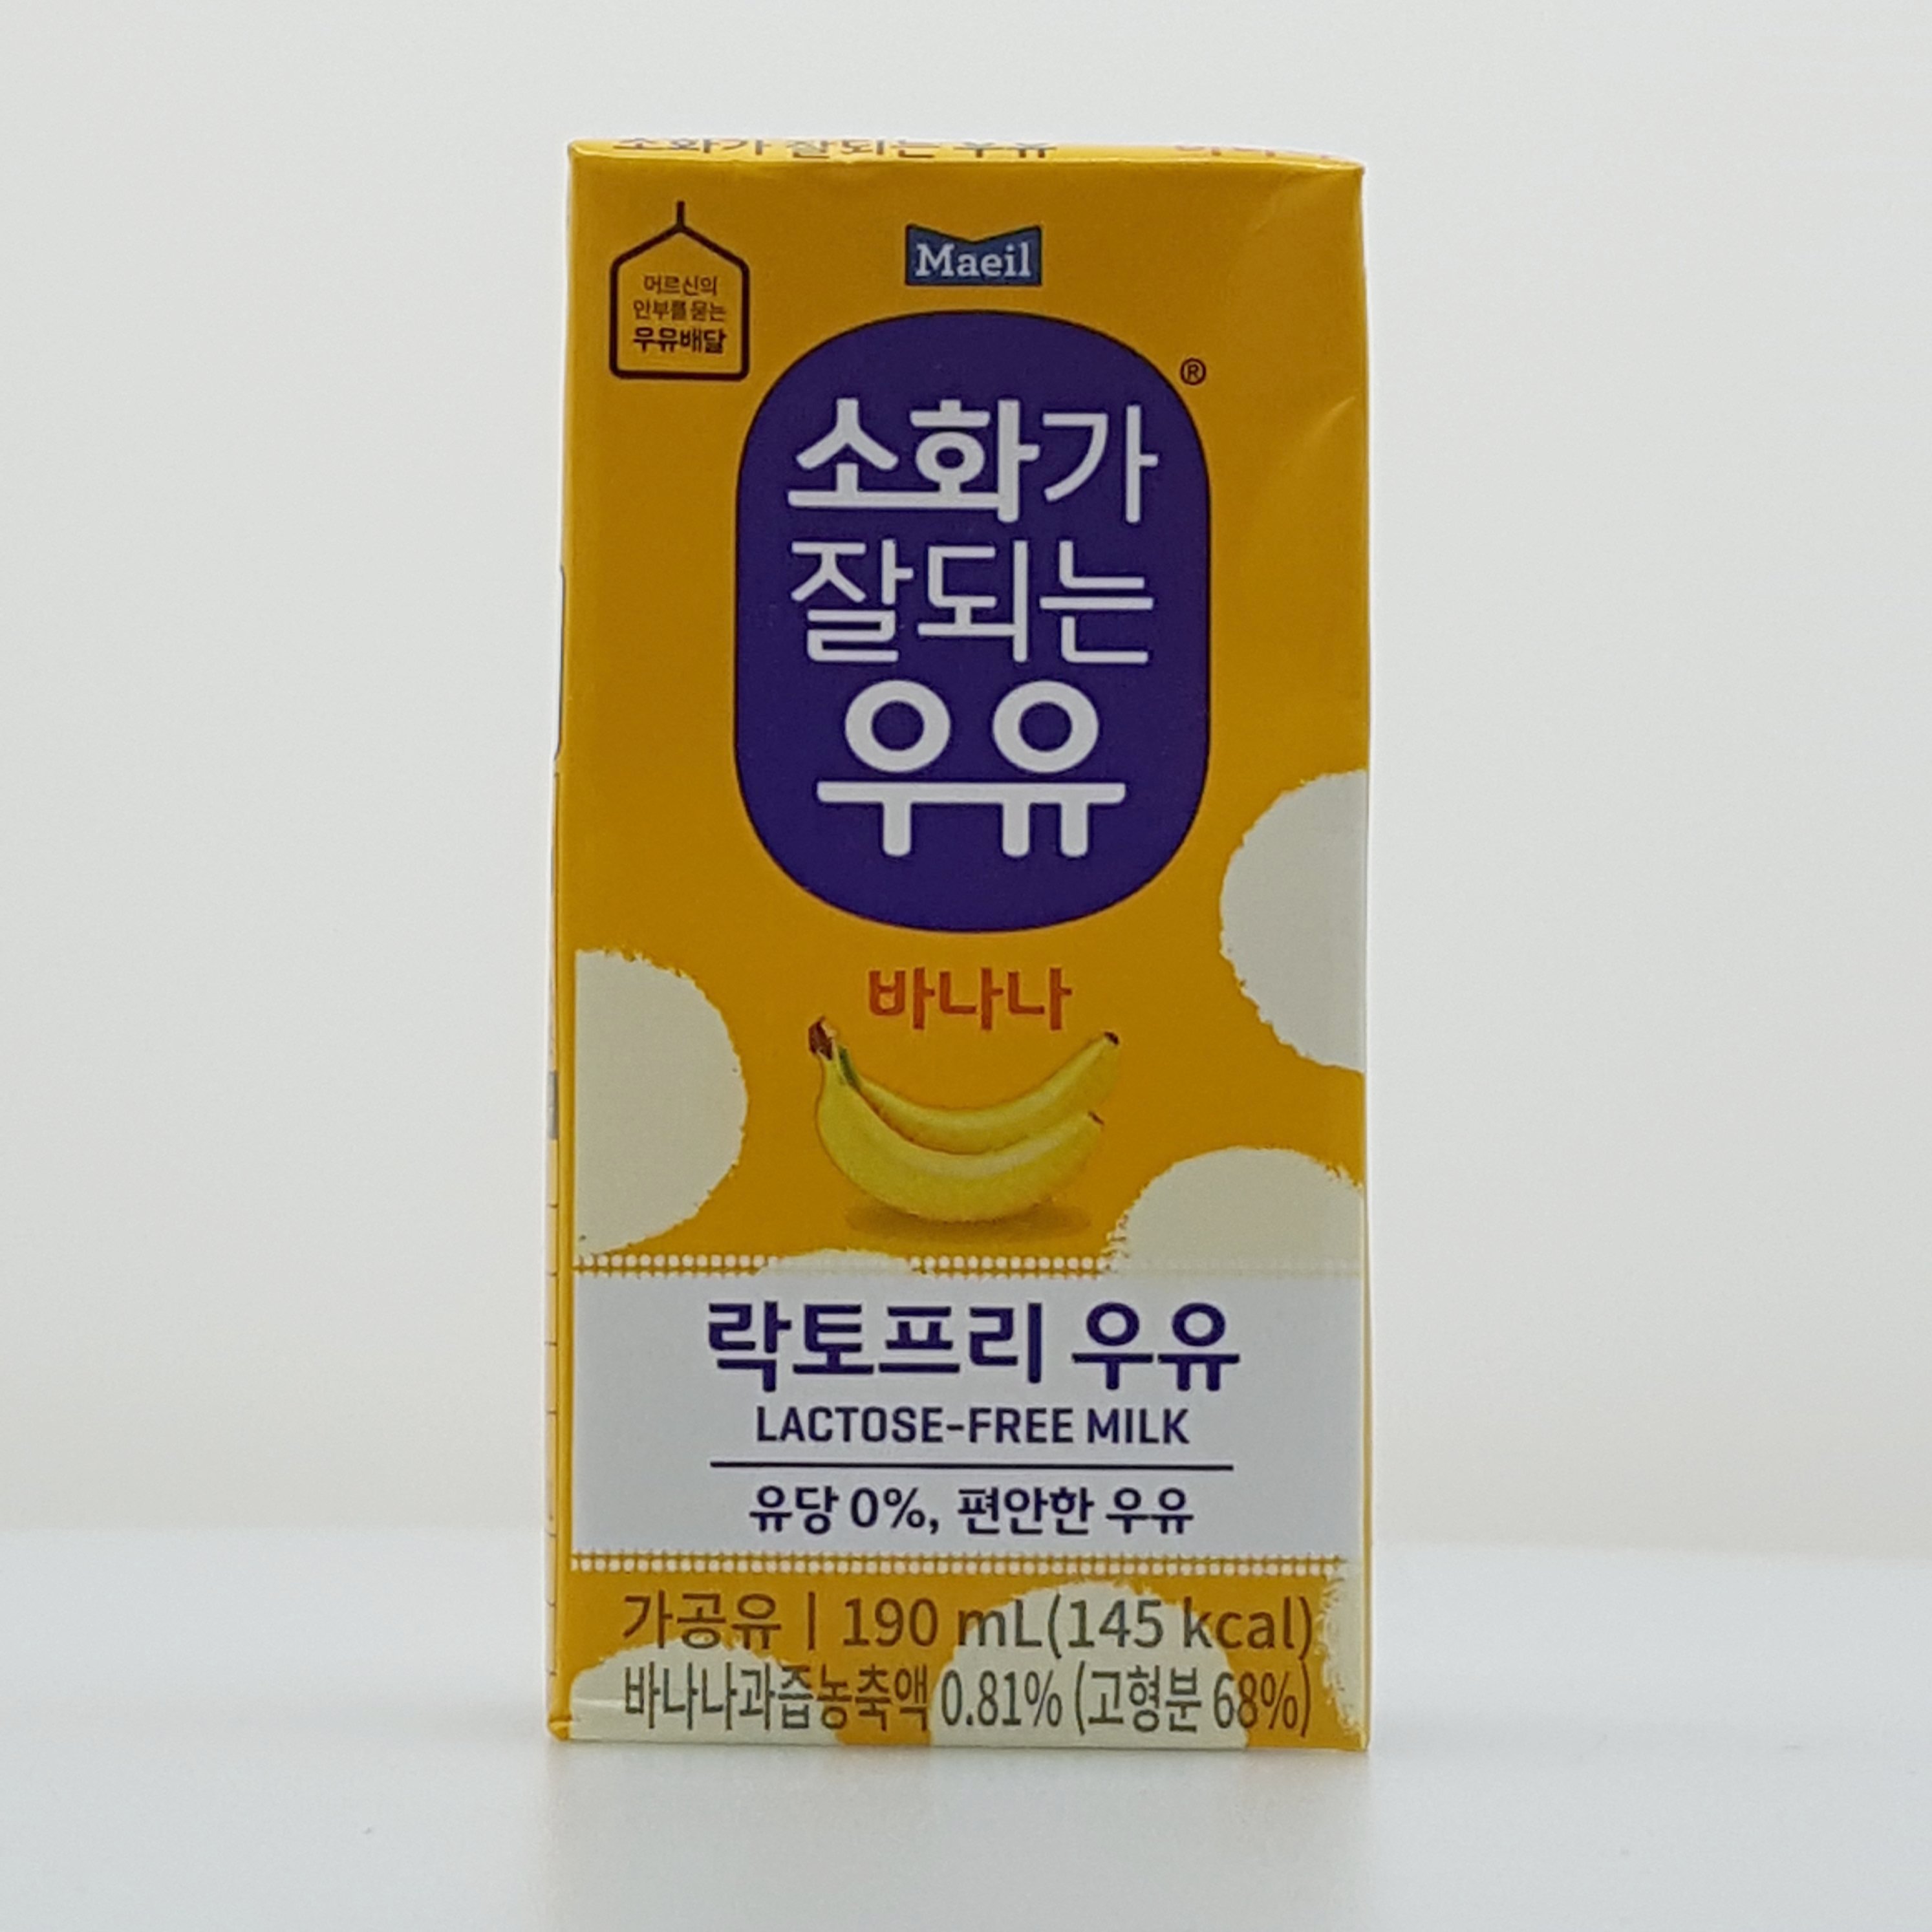 소화가 잘되는 우유
어르신의
안부를 묻는
우유배달
Maeil
®
소화가
잘되는
우유
바나나
락토프리 우유
LACTOSE-FREE MILK
유당 0%, 편안한 우유
가공유 | 190 mL(145 kcal)
바나나과즙농축액 0.81% (고형분 68%)